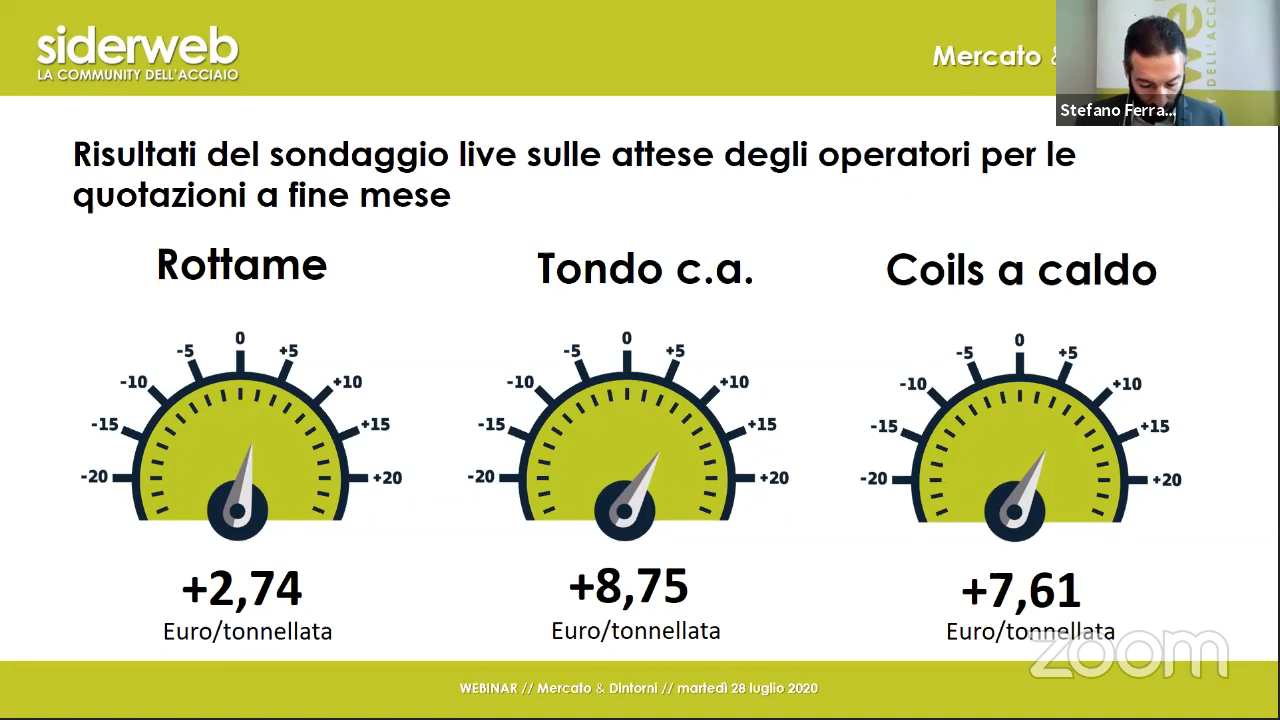 siderweb
LA COMMUNITY DELL'ACCIAIO
Mercato &
DELL'ACC
Stefano Ferra...
Risultati del sondaggio live sulle attese degli operatori per le
quotazioni a fine mese
Rottame
Tondo c.a.
Coils a caldo
-20 -15 -10 -5 0 +5 +10 +15 +20
-20 -15 -10 -5 0 +5 +10 +15 +20
-20 -15 -10 -5 0 +5 +10 +15 +20
+2,74
Euro/tonnellata
+8,75
Euro/tonnellata
+7,61
Euro/tonnellata
zoom
WEBINAR // Mercato & Dintorni // martedì 28 luglio 2020